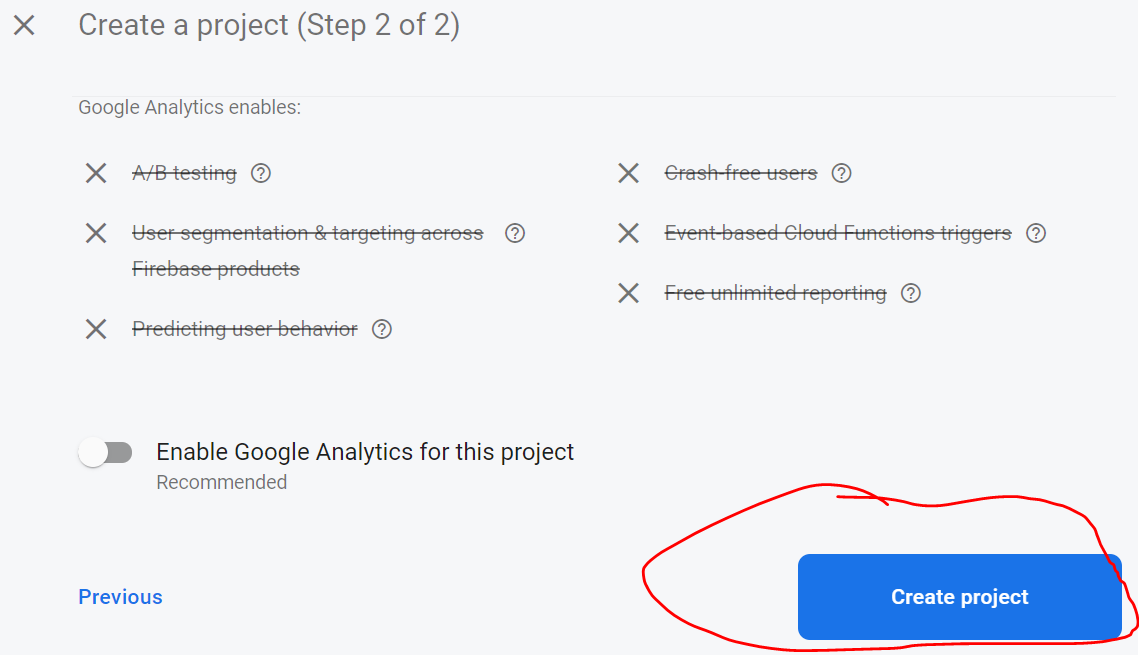 Create a project (Step 2 of 2)
Google Analytics enables:
A/B testing
User segmentation & targeting across
Firebase products
Predicting user behavior
Crash-free users
Event-based Cloud Functions triggers
Free unlimited reporting
Enable Google Analytics for this project
Recommended
Previous
Create project